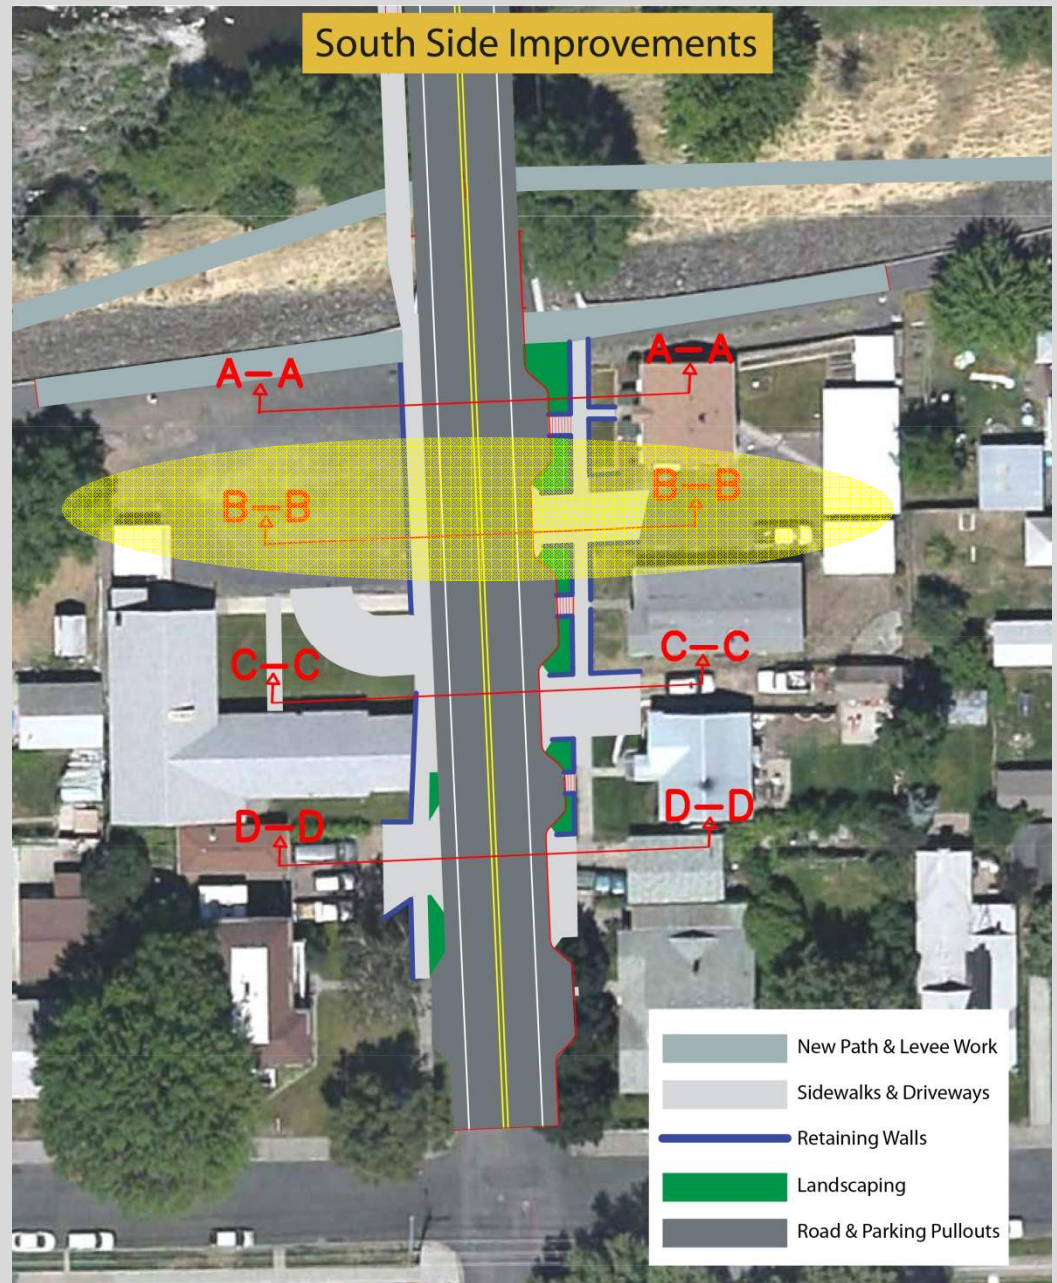 South Side Improvements
A—A
A—A
B—B
B—B
C—C
C—C
D—D
D—D
New Path & Levee Work
Sidewalks & Driveways
Retaining Walls
Landscaping
Road & Parking Pullouts